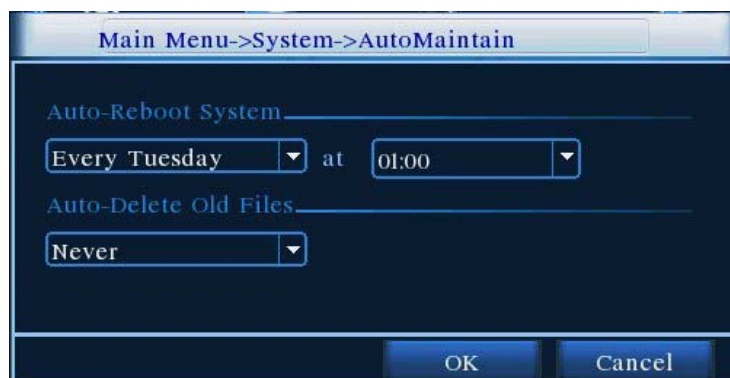 Main Menu->System->AutoMaintain
Auto-Reboot System
Every Tuesday at 01:00
Auto-Delete Old Files
Never
OK Cancel